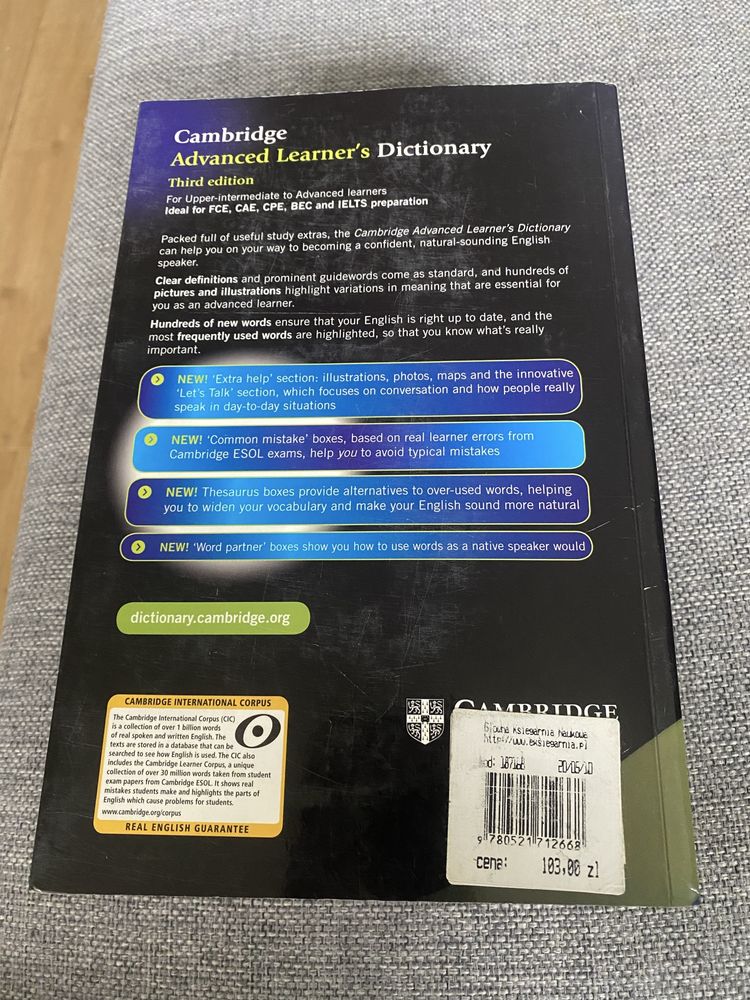 Cambridge
Advanced Learner's Dictionary
Third edition
For Upper-intermediate to Advanced learners
Ideal for FCE, CAE, CPE, BEC and IELTS preparation
Packed full of useful study extras, the Cambridge Advanced Learner's Dictionary
can help you on your way to becoming a confident, natural-sounding English
speaker.
Clear definitions and prominent guidewords come as standard, and hundreds of
pictures and illustrations highlight variations in meaning that are essential for
you as an advanced learner.
Hundreds of new words ensure that your English is right up to date, and the
most frequently used words are highlighted, so that you know what's really
important.
NEW! 'Extra help' section: illustrations, photos, maps and the innovative
'Let's Talk' section, which focuses on conversation and how people really
speak in day-to-day situations
NEW! 'Common mistake' boxes, based on real learner errors from
Cambridge ESOL exams, help you to avoid typical mistakes
NEW! Thesaurus boxes provide alternatives to over-used words, helping
you to widen your vocabulary and make your English sound more natural
NEW! 'Word partner' boxes show you how to use words as a native speaker would
dictionary.cambridge.org
CAMBRIDGE INTERNATIONAL CORPUS
The Cambridge International Corpus (CIC)
is a collection of over 1 billion words
of real spoken and written English. The
texts are stored in a database that can be
searched to see how English is used. The CIC also
includes the Cambridge Learner Corpus, a unique
collection of over 30 million words taken from student
exam papers from Cambridge ESOL. It shows real
mistakes students make and highlights the parts of
English which cause problems for students.
www.cambridge.org/corpus
REAL ENGLISH GUARANTEE
CAMBRIDGE
Główna Księgarnia Naukowa
http://www.eksiegarnia.pl
kod: 187168 20/05/10
9 780521 712668
cena: 103,00 zl